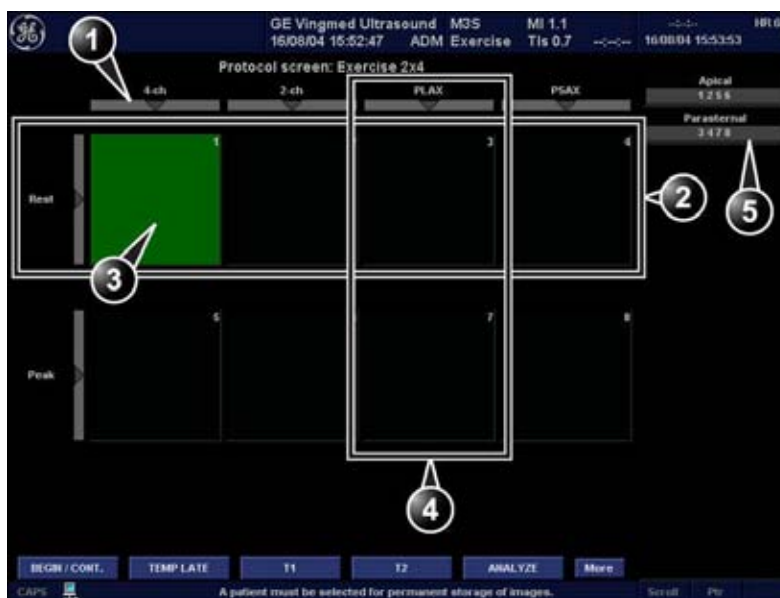 GE Vingmed Ultrasound M3S MI 1.1 --:-:- HR:6
16/08/04 15:52:47 ADM Exercise TIs 0.7 --:-:-- 16/08/04 15:53:53
1
Protocol screen: Exercise 2x4
4-ch 2-ch PLAX PSAX
Apical
1 2 5 6
Parasternal
3 4 7 8
1 3 4
Rest
2
5
3
5 7 8
Peak
4
BEGIN / CONT. TEMPLATE T1 T2 ANALYZE More
CAPS A patient must be selected for permanent storage of images. Scroll Ptr